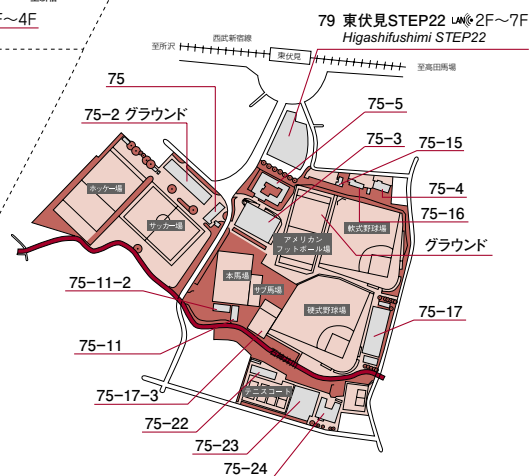 F～4F
79 東伏見STEP22 LAN 2F～7F
Higashifushimi STEP22
西武新宿線
至所沢
東伏見
至高田馬場
75
75-2 グラウンド
75-5
75-3
75-15
75-4
75-16
グラウンド
ホッケー場
サッカー場
アメリカン
フットボール場
軟式野球場
本馬場
サブ馬場
硬式野球場
75-11-2
75-11
75-17
75-17-3
テニスコート
75-22
75-23
75-24